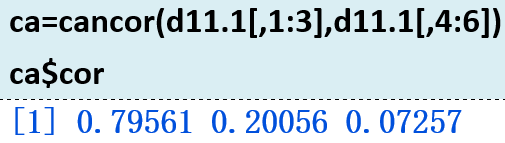 ca=cancor(d11.1[,1:3],d11.1[,4:6])
ca$cor
[1] 0.79561 0.20056 0.07257